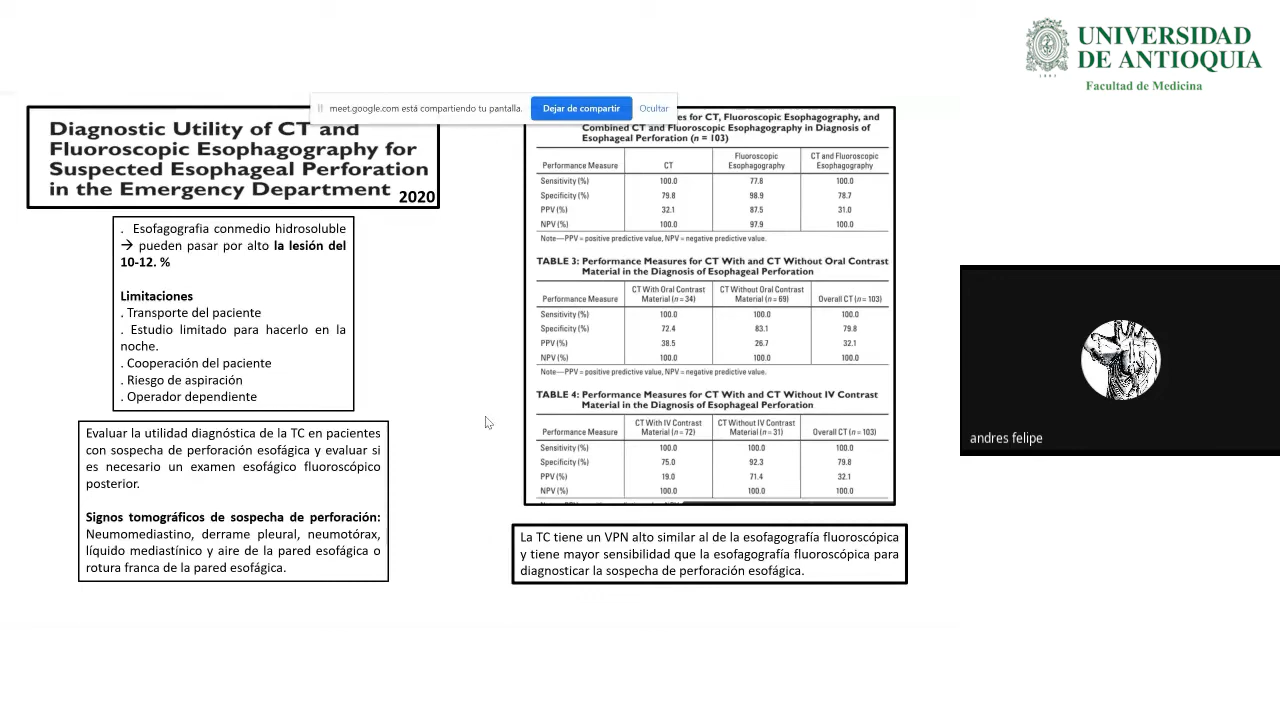 UNIVERSIDAD
DE ANTIOQUIA
1803
Facultad de Medicina
meet.google.com está compartiendo tu pantalla.
Dejar de compartir
Ocultar
Diagnostic Utility of CT and
Fluoroscopic Esophagography for
Suspected Esophageal Perforation
in the Emergency Department
2020
. Esofagografia conmedio hidrosoluble
→ pueden pasar por alto la lesión del
10-12. %
Limitaciones
. Transporte del paciente
. Estudio limitado para hacerlo en la
noche.
. Cooperación del paciente
. Riesgo de aspiración
. Operador dependiente
Evaluar la utilidad diagnóstica de la TC en pacientes
con sospecha de perforación esofágica y evaluar si
es necesario un examen esofágico fluoroscópico
posterior.
Signos tomográficos de sospecha de perforación:
Neumomediastino, derrame pleural, neumotórax,
líquido mediastínico y aire de la pared esofágica o
rotura franca de la pared esofágica.
for CT, Fluoroscopic Esophagography, and
Combined CT and Fluoroscopic Esophagography in Diagnosis of
Esophageal Perforation (n = 103)
Performance Measure CT Fluoroscopic Esophagography CT and Fluoroscopic Esophagography
Sensitivity (%) 100.0 77.8 100.0
Specificity (%) 79.8 98.9 78.7
PPV (%) 32.1 87.5 31.0
NPV (%) 100.0 97.9 100.0
Note—PPV = positive predictive value, NPV = negative predictive value.
TABLE 3: Performance Measures for CT With and CT Without Oral Contrast
Material in the Diagnosis of Esophageal Perforation
Performance Measure CT With Oral Contrast Material (n = 34) CT Without Oral Contrast Material (n = 69) Overall CT (n = 103)
Sensitivity (%) 100.0 100.0 100.0
Specificity (%) 72.4 83.1 79.8
PPV (%) 38.5 26.7 32.1
NPV (%) 100.0 100.0 100.0
Note—PPV = positive predictive value, NPV = negative predictive value.
TABLE 4: Performance Measures for CT With and CT Without IV Contrast
Material in the Diagnosis of Esophageal Perforation
Performance Measure CT With IV Contrast Material (n = 72) CT Without IV Contrast Material (n = 31) Overall CT (n = 103)
Sensitivity (%) 100.0 100.0 100.0
Specificity (%) 75.0 92.3 79.8
PPV (%) 19.0 71.4 32.1
NPV (%) 100.0 100.0 100.0
La TC tiene un VPN alto similar al de la esofagografía fluoroscópica
y tiene mayor sensibilidad que la esofagografía fluoroscópica para
diagnosticar la sospecha de perforación esofágica.
andres felipe